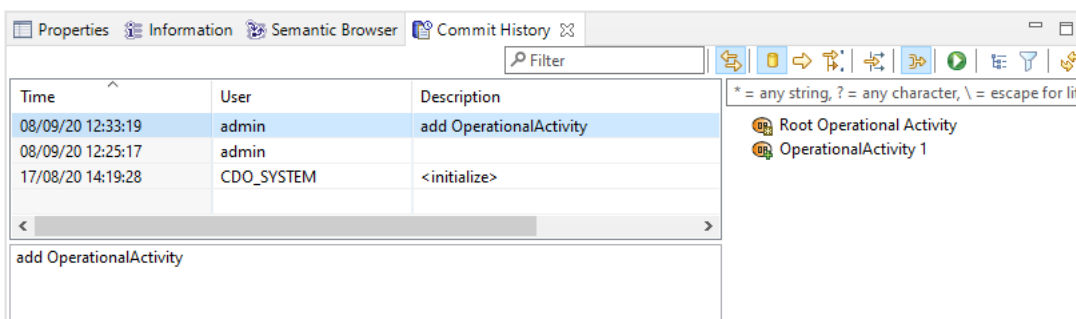 Properties Information Semantic Browser Commit History
Filter
Time User Description
08/09/20 12:33:19 admin add OperationalActivity
08/09/20 12:25:17 admin
17/08/20 14:19:28 CDO_SYSTEM <initialize>
add OperationalActivity
* = any string, ? = any character, \ = escape for lit
Root Operational Activity
OperationalActivity 1